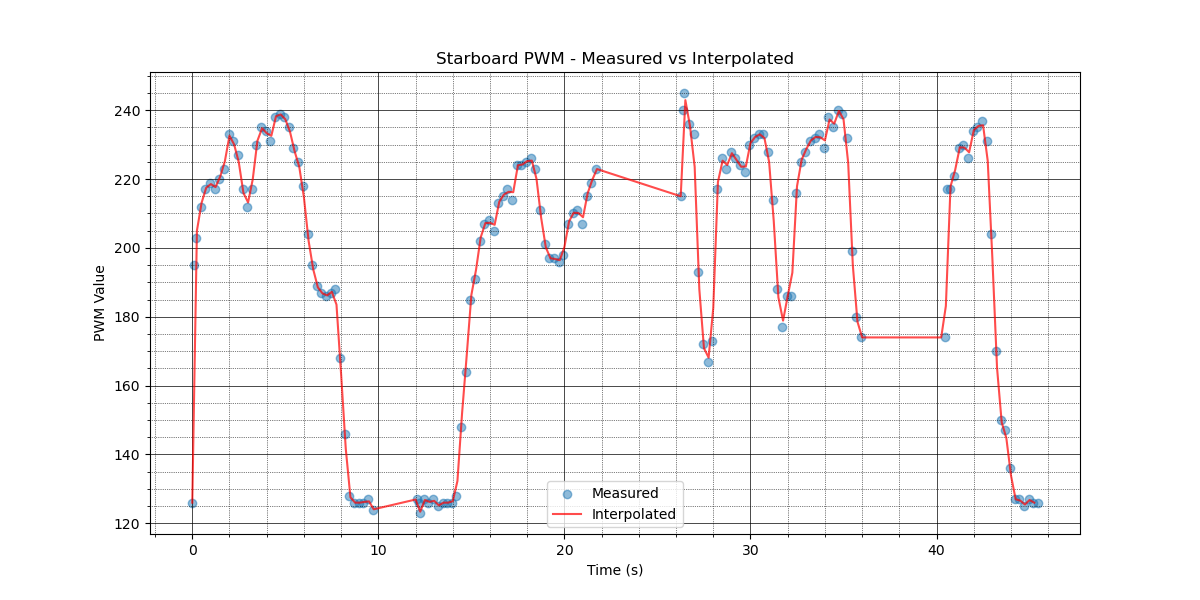 Starboard PWM - Measured vs Interpolated
240
220
200
180
160
140
120
PWM Value
Measured
Interpolated
0
10
20
30
40
Time (s)